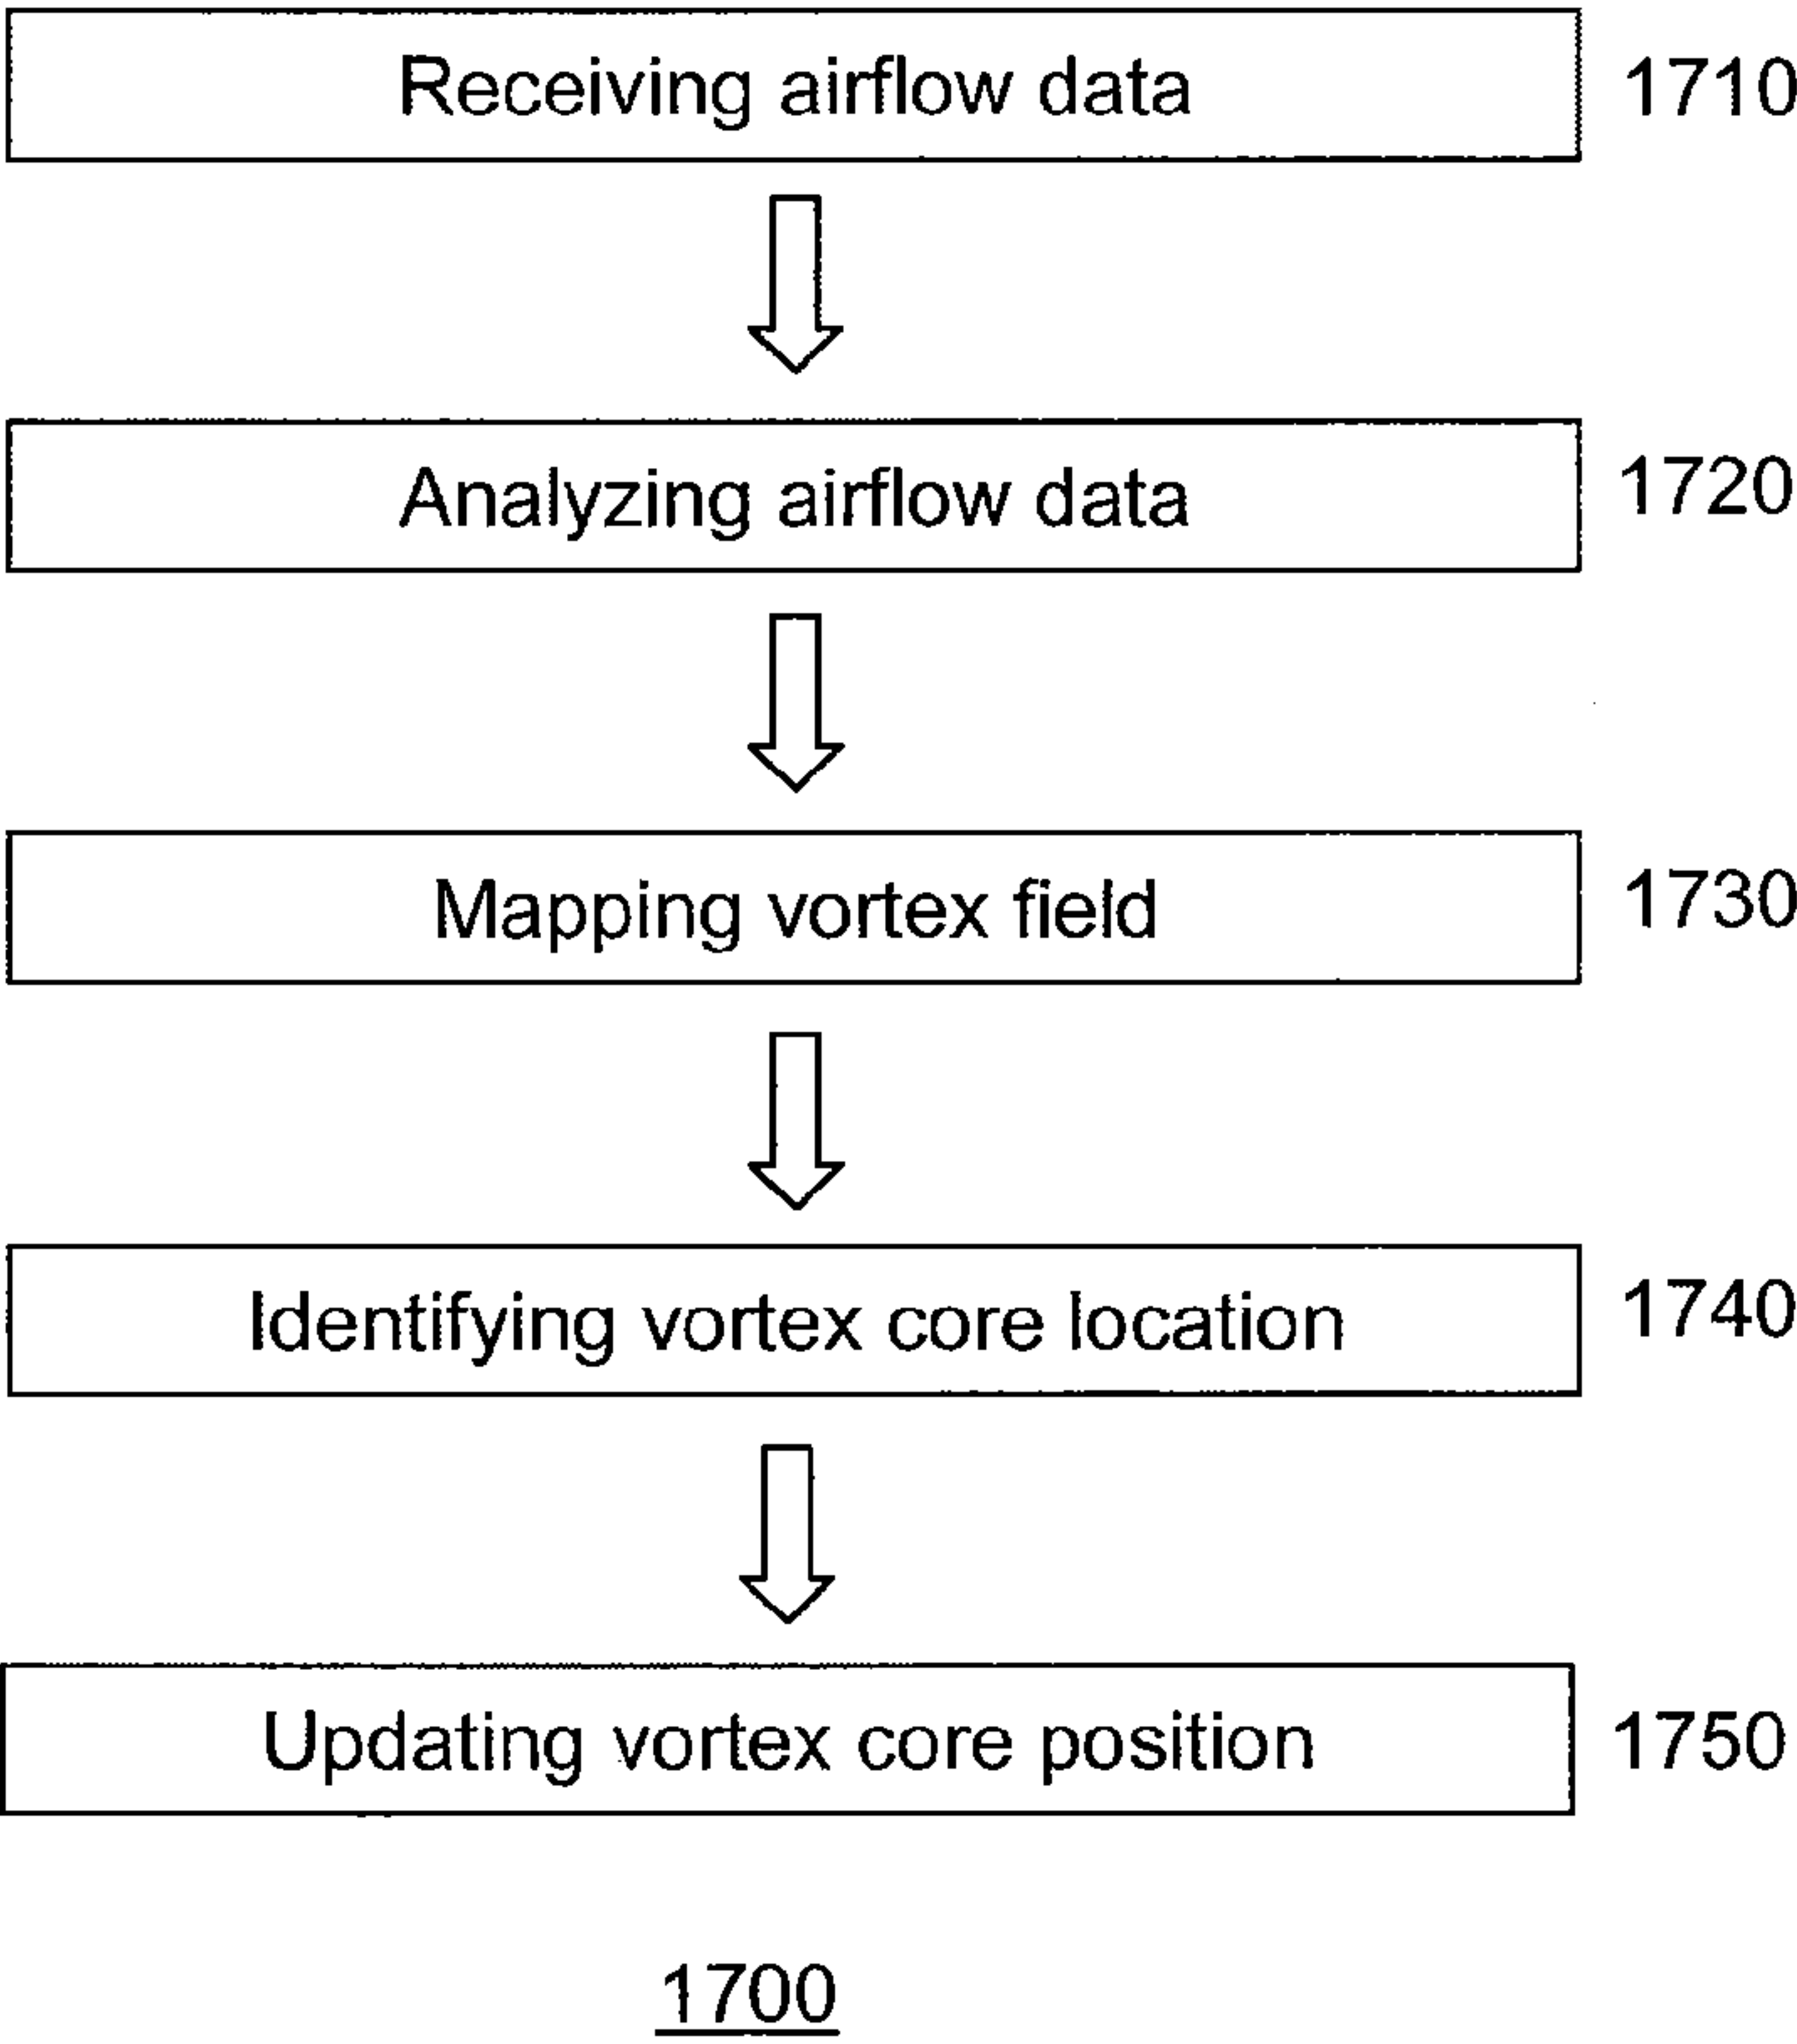 Receiving airflow data 1710
Analyzing airflow data 1720
Mapping vortex field 1730
Identifying vortex core location 1740
Updating vortex core position 1750
1700